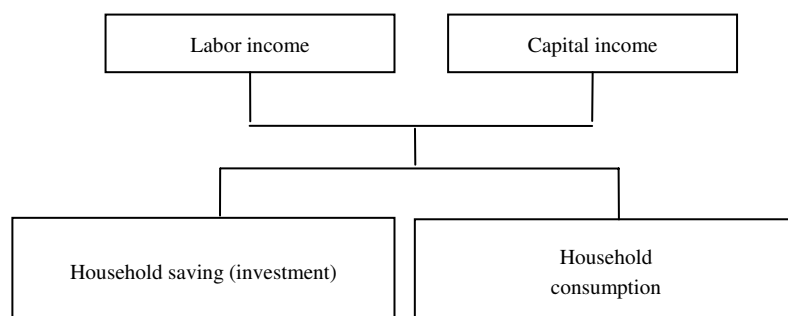 Labor income
Capital income
Household saving (investment)
Household
consumption